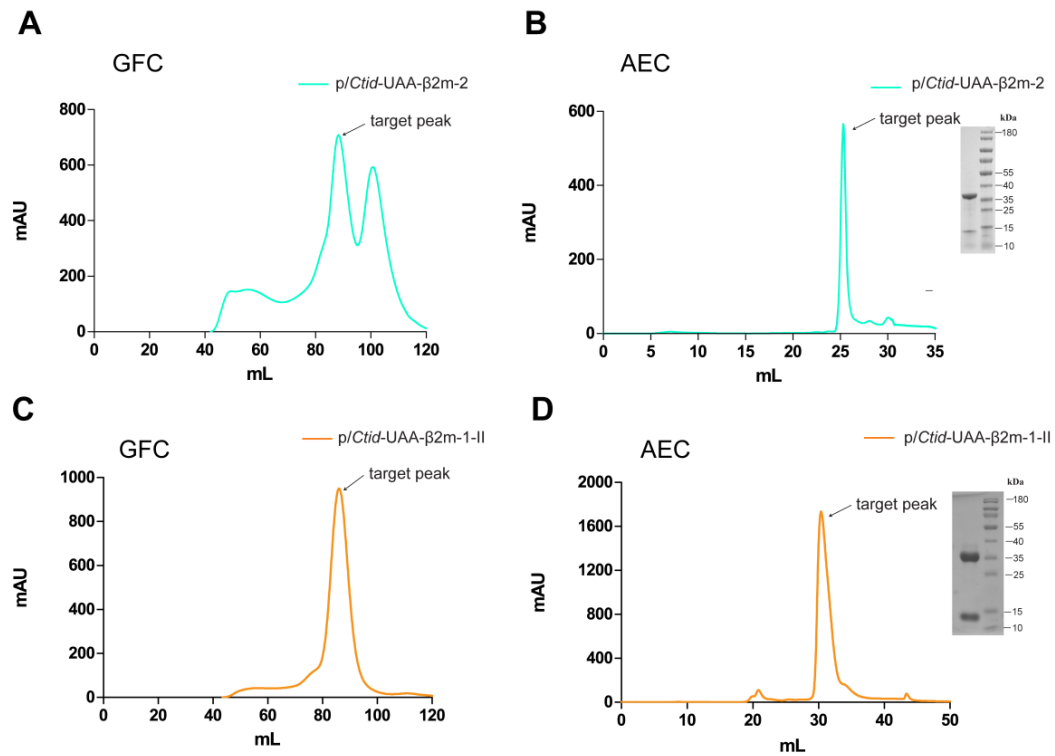 A
GFC
p/Ctid-UAA-β2m-2
target peak
800
600
400
200
0
mAU
0 20 40 60 80 100 120
mL
B
AEC
p/Ctid-UAA-β2m-2
target peak
600
400
200
0
mAU
0 5 10 15 20 25 30 35
mL
kDa
180
55
40
35
25
15
10
C
GFC
p/Ctid-UAA-β2m-1-II
target peak
1000
800
600
400
200
0
mAU
0 20 40 60 80 100 120
mL
D
AEC
p/Ctid-UAA-β2m-1-II
target peak
2000
1600
1200
800
400
0
mAU
0 10 20 30 40 50
mL
kDa
180
55
40
35
25
15
10